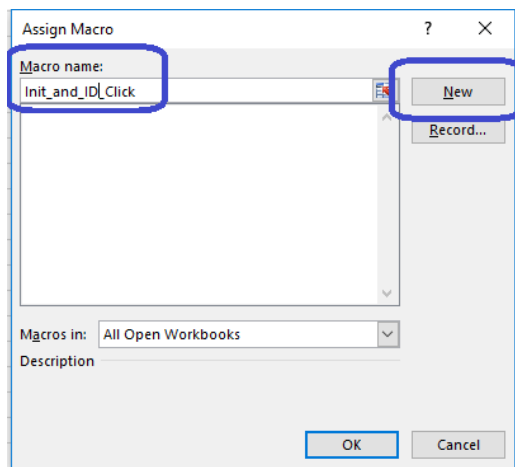 Assign Macro ? X
Macro name:
Init_and_ID_Click
New
Record...
Macros in: All Open Workbooks
Description
OK Cancel